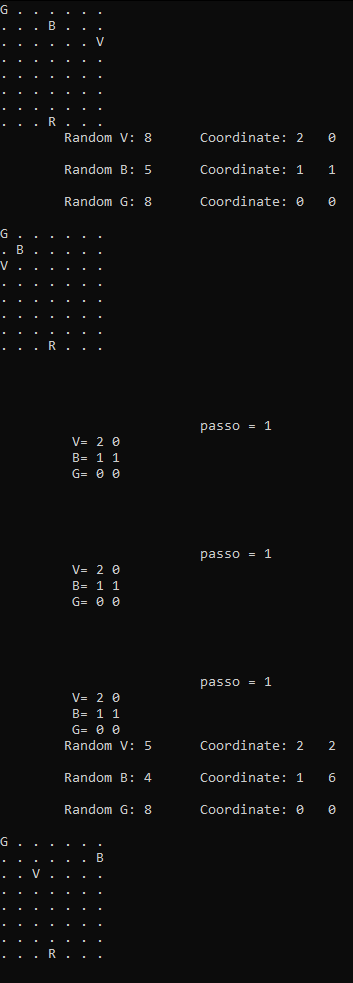 G . . . . . .
. . . B . . .
. . . . . . V
. . . . . . .
. . . . . . .
. . . . . . .
. . . . . . .
. . . R . . .
Random V: 8 Coordinate: 2 0
Random B: 5 Coordinate: 1 1
Random G: 8 Coordinate: 0 0
G . . . . . .
. B . . . . .
V . . . . . .
. . . . . . .
. . . . . . .
. . . . . . .
. . . . . . .
. . . R . . .
passo = 1
V= 2 0
B= 1 1
G= 0 0
passo = 1
V= 2 0
B= 1 1
G= 0 0
passo = 1
V= 2 0
B= 1 1
G= 0 0
Random V: 5 Coordinate: 2 2
Random B: 4 Coordinate: 1 6
Random G: 8 Coordinate: 0 0
G . . . . . .
. . . . . . B
. . V . . . .
. . . . . . .
. . . . . . .
. . . . . . .
. . . . . . .
. . . R . . .